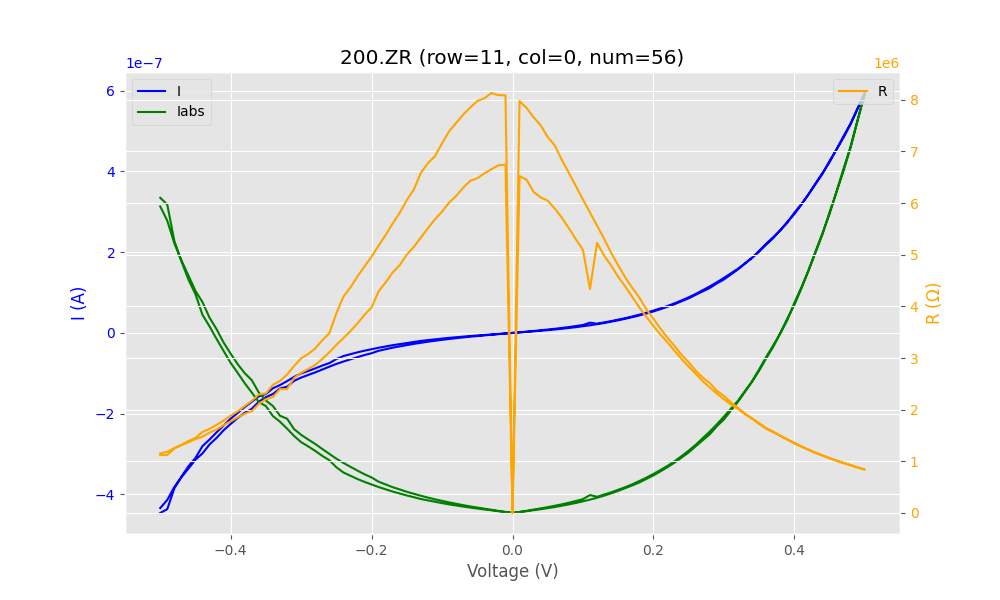 200.ZR (row=11, col=0, num=56)
1e−7
1e6
I
Iabs
R
6
4
2
0
−2
−4
I (A)
8
7
6
5
4
3
2
1
0
R (Ω)
−0.4
−0.2
0.0
0.2
0.4
Voltage (V)